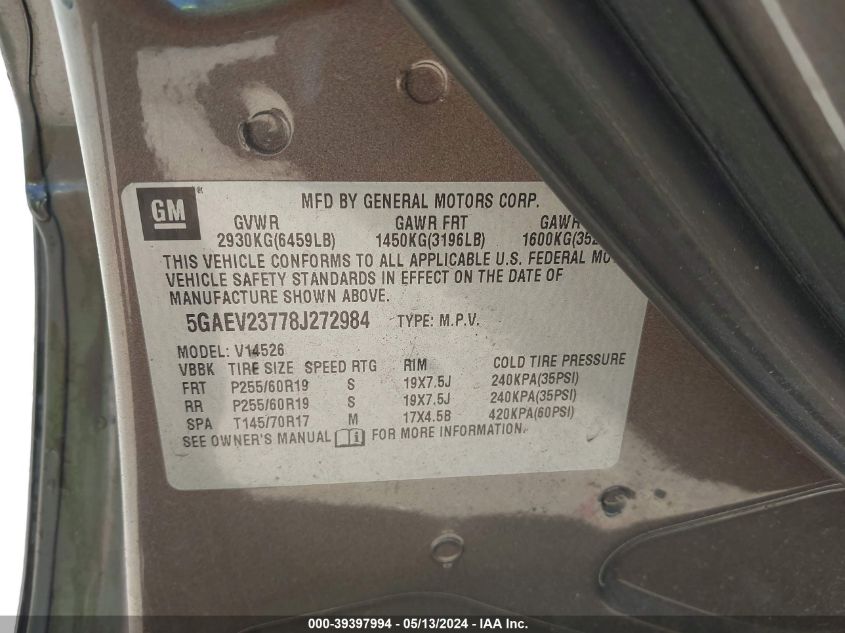 GM®
MFD BY GENERAL MOTORS CORP.
GVWR GAWR FRT GAWR
2930KG(6459LB) 1450KG(3196LB) 1600KG(352
THIS VEHICLE CONFORMS TO ALL APPLICABLE U.S. FEDERAL MO
VEHICLE SAFETY STANDARDS IN EFFECT ON THE DATE OF
MANUFACTURE SHOWN ABOVE.
5GAEV23778J272984 TYPE: M.P.V.
MODEL: V14526
VBBK TIRE SIZE SPEED RTG RIM COLD TIRE PRESSURE
FRT P255/60R19 S 19X7.5J 240KPA(35PSI)
RR P255/60R19 S 19X7.5J 240KPA(35PSI)
SPA T145/70R17 M 17X4.5B 420KPA(60PSI)
SEE OWNER'S MANUAL i FOR MORE INFORMATION.
000-39397994 — 05/13/2024 — IAA Inc.